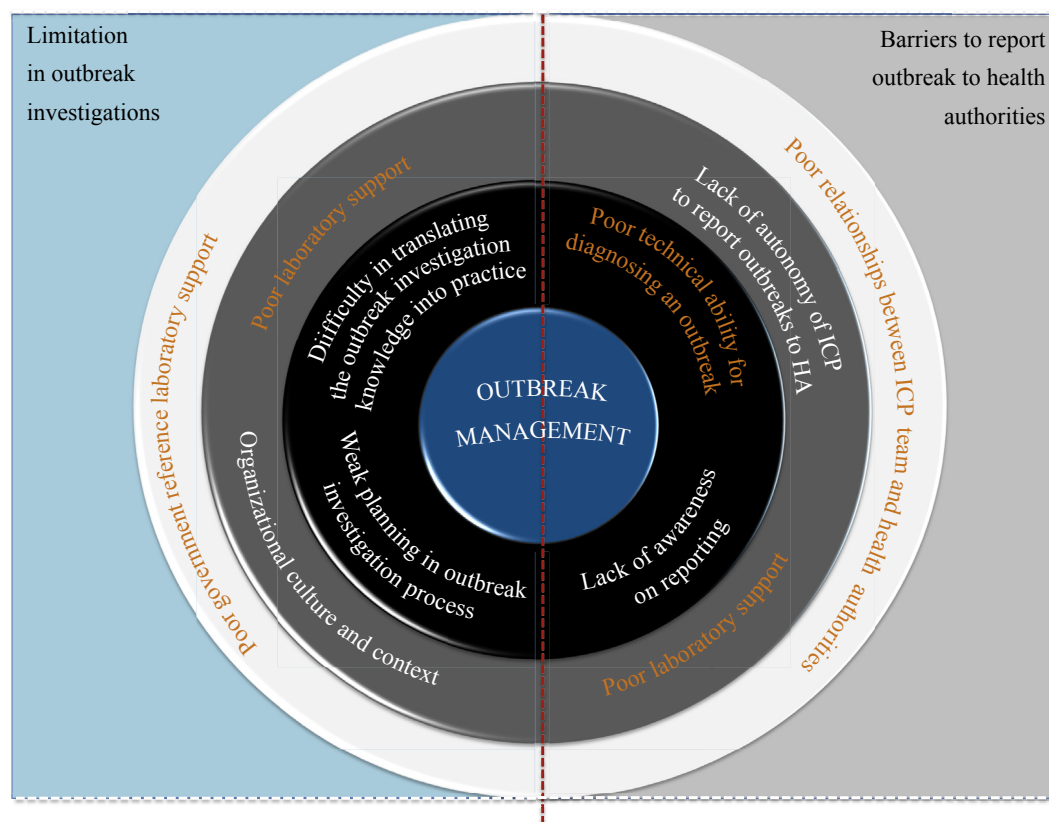 Limitation
in outbreak
investigations
Barriers to report
outbreak to health
authorities
Poor government reference laboratory support
Poor laboratory support
Organizational culture and context
Diifficulty in translating
the outbreak investigation
knowledge into practice
Weak planning in outbreak
investigation process
OUTBREAK
MANAGEMENT
Poor technical ability for
diagnosing an outbreak
Lack of awareness
on reporting
Lack of autonomy of ICP
to report outbreaks to HA
Poor laboratory support
Poor relationships between ICP team and health authorities